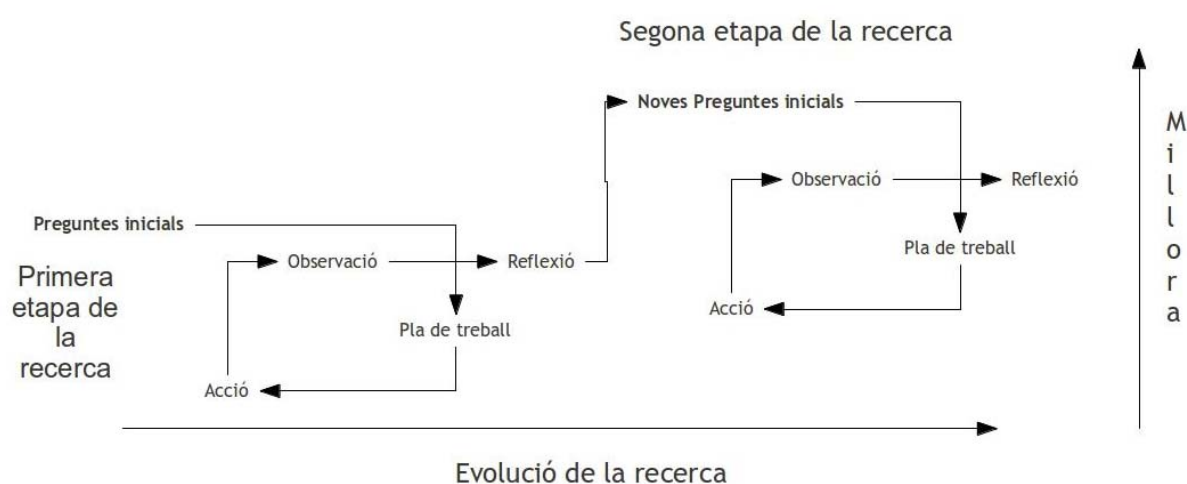 Segona etapa de la recerca
Noves Preguntes inicials
Observació
Reflexió
Pla de treball
Acció
Preguntes inicials
Observació
Reflexió
Pla de treball
Acció
Primera
etapa de
la
recerca
Evolució de la recerca
M
i
l
l
o
r
a